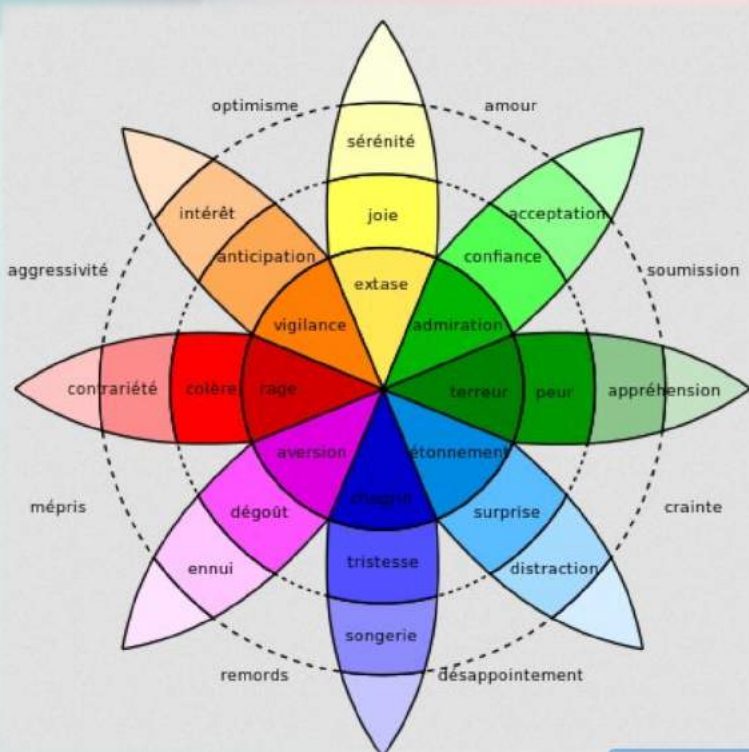 optimisme
amour
sérénité
intérêt
joie
acceptation
anticipation
confiance
aggressivité
soumission
extase
vigilance
admiration
contrariété
colère
rage
terreur
peur
appréhension
aversion
étonnement
chagrin
mépris
dégoût
surprise
crainte
ennui
tristesse
distraction
songerie
remords
désappointement